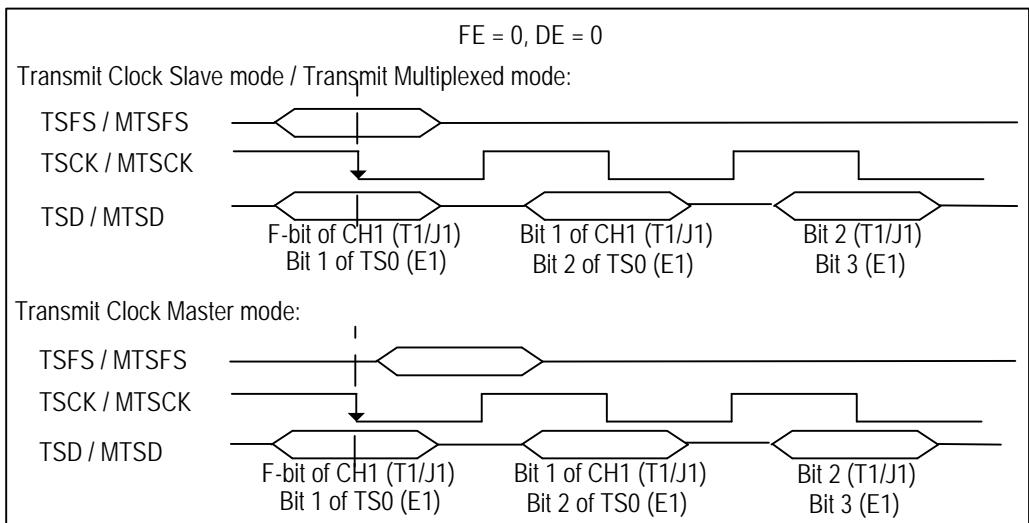 FE = 0, DE = 0
Transmit Clock Slave mode / Transmit Multiplexed mode:
TSFS / MTSFS
TSCK / MTSCK
TSD / MTSD
F-bit of CH1 (T1/J1)
Bit 1 of TS0 (E1)
Bit 1 of CH1 (T1/J1)
Bit 2 of TS0 (E1)
Bit 2 (T1/J1)
Bit 3 (E1)
Transmit Clock Master mode:
TSFS / MTSFS
TSCK / MTSCK
TSD / MTSD
F-bit of CH1 (T1/J1)
Bit 1 of TS0 (E1)
Bit 1 of CH1 (T1/J1)
Bit 2 of TS0 (E1)
Bit 2 (T1/J1)
Bit 3 (E1)